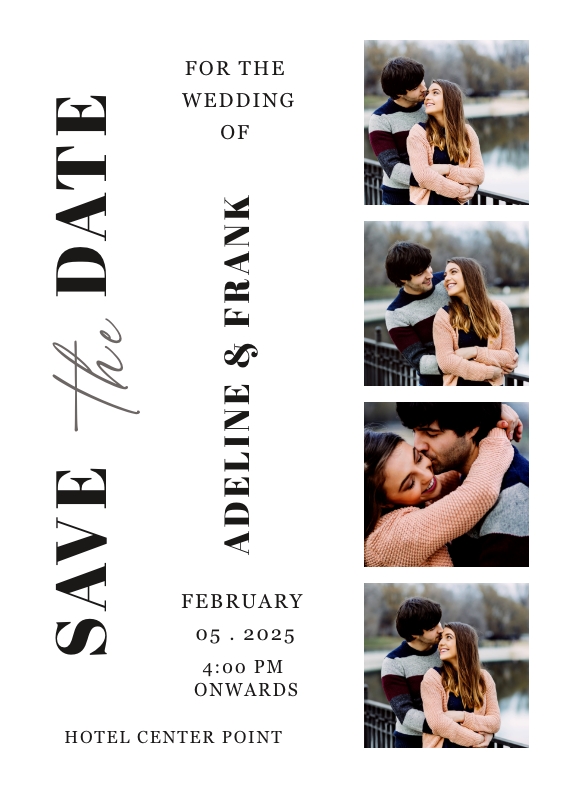 SAVE the DATE
FOR THE
WEDDING
OF
ADELINE & FRANK
FEBRUARY
05 . 2025
4:00 PM
ONWARDS
HOTEL CENTER POINT